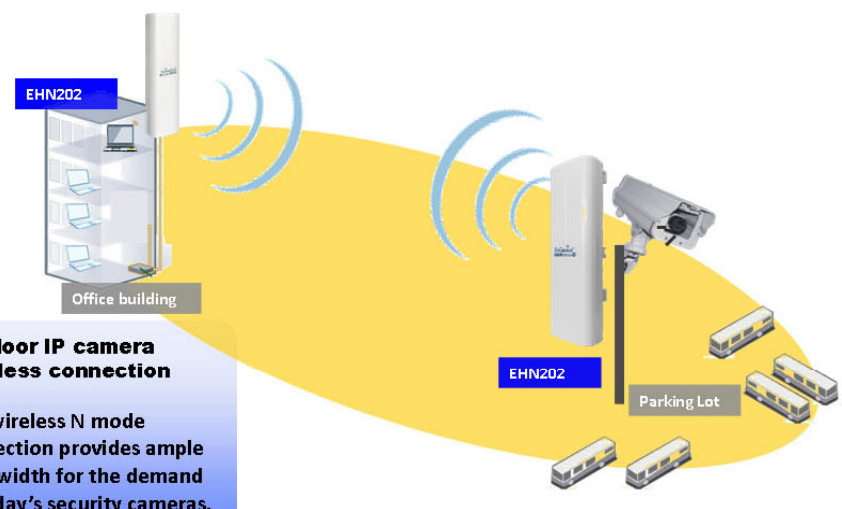 EHN202
Office building
door IP camera
less connection
wireless N mode
ection provides ample
width for the demand
day's security cameras.
EHN202
Parking Lot